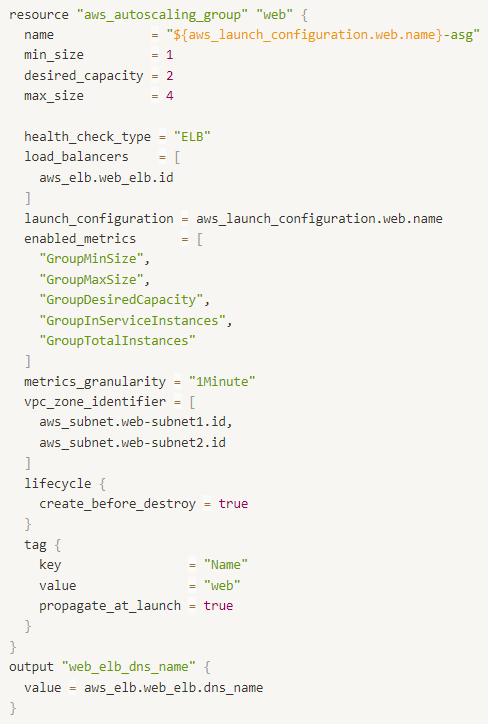 resource "aws_autoscaling_group" "web" {
  name             = "${aws_launch_configuration.web.name}-asg"
  min_size         = 1
  desired_capacity = 2
  max_size         = 4

  health_check_type = "ELB"
  load_balancers    = [
    aws_elb.web_elb.id
  ]
  launch_configuration = aws_launch_configuration.web.name
  enabled_metrics      = [
    "GroupMinSize",
    "GroupMaxSize",
    "GroupDesiredCapacity",
    "GroupInServiceInstances",
    "GroupTotalInstances"
  ]
  metrics_granularity = "1Minute"
  vpc_zone_identifier = [
    aws_subnet.web-subnet1.id,
    aws_subnet.web-subnet2.id
  ]
  lifecycle {
    create_before_destroy = true
  }
  tag {
    key                 = "Name"
    value               = "web"
    propagate_at_launch = true
  }
}
output "web_elb_dns_name" {
  value = aws_elb.web_elb.dns_name
}